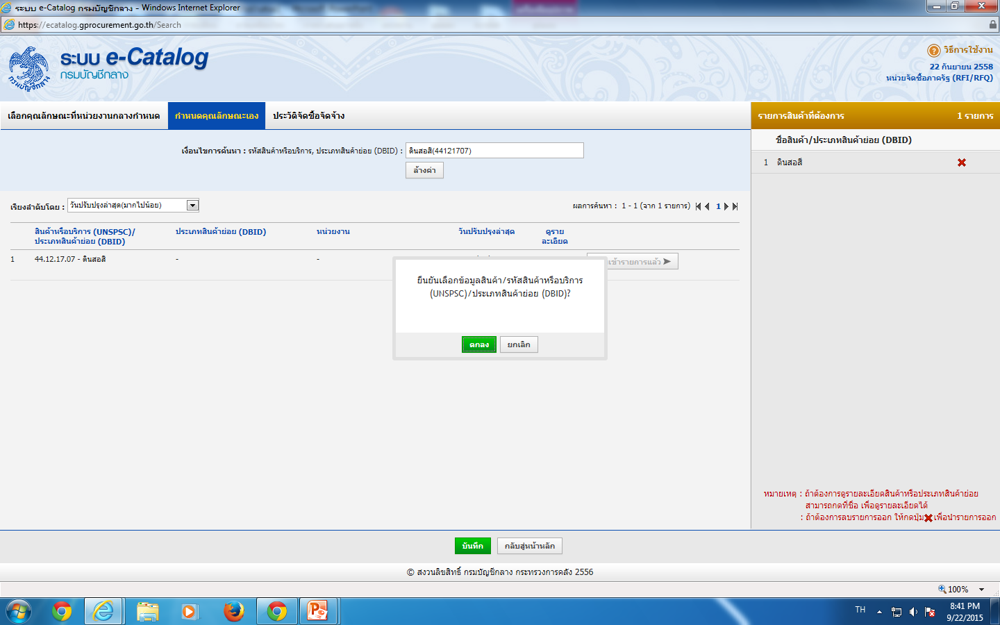 ระบบ e-Catalog กรมบัญชีกลาง - Windows Internet Explorer
https://ecatalog.gprocurement.go.th/Search
ระบบ e-Catalog
กรมบัญชีกลาง
กรมบัญชีกลาง
วิธีการใช้งาน
22 กันยายน 2558
หน่วยจัดซื้อภาครัฐ (RFI/RFQ)
เลือกคุณลักษณะที่หน่วยงานกลางกำหนด
กำหนดคุณลักษณะเอง
ประวัติจัดซื้อจัดจ้าง
รายการสินค้าที่ต้องการ
1 รายการ
ชื่อสินค้า/ประเภทสินค้าย่อย (DBID)
1 ดินสอสี
เงื่อนไขการค้นหา : รหัสสินค้าหรือบริการ, ประเภทสินค้าย่อย (DBID) : ดินสอสี(44121707)
ล้างค่า
เรียงลำดับโดย : วันปรับปรุงล่าสุด(มากไปน้อย)
ผลการค้นหา : 1 - 1 (จาก 1 รายการ) 1
สินค้าหรือบริการ (UNSPSC)/
ประเภทสินค้าย่อย (DBID)
ประเภทสินค้าย่อย (DBID)
หน่วยงาน
วันปรับปรุงล่าสุด
ดูราย
ละเอียด
1 44.12.17.07 - ดินสอสี - -
เข้ารายการแล้ว
ยืนยันเลือกข้อมูลสินค้า/รหัสสินค้าหรือบริการ
(UNSPSC)/ประเภทสินค้าย่อย (DBID)?
ตกลง
ยกเลิก
หมายเหตุ : ถ้าต้องการดูรายละเอียดสินค้าหรือประเภทสินค้าย่อย
สามารถกดที่ชื่อ เพื่อดูรายละเอียดได้
: ถ้าต้องการลบรายการออก ให้กดปุ่ม เพื่อนำรายการออก
บันทึก
กลับสู่หน้าหลัก
© สงวนลิขสิทธิ์ กรมบัญชีกลาง กระทรวงการคลัง 2556
100%
TH
8:41 PM
9/22/2015